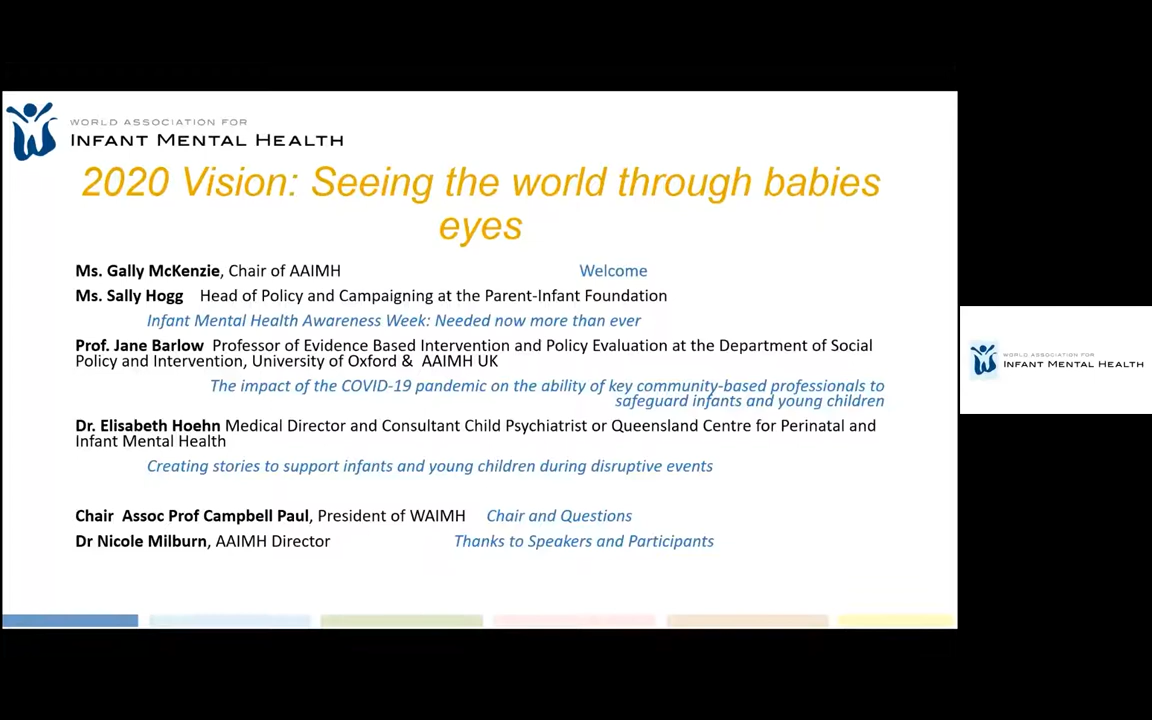 WORLD ASSOCIATION FOR
INFANT MENTAL HEALTH
2020 Vision: Seeing the world through babies
eyes
Ms. Gally McKenzie, Chair of AAIMH Welcome
Ms. Sally Hogg Head of Policy and Campaigning at the Parent-Infant Foundation
Infant Mental Health Awareness Week: Needed now more than ever
Prof. Jane Barlow Professor of Evidence Based Intervention and Policy Evaluation at the Department of Social
Policy and Intervention, University of Oxford & AAIMH UK
The impact of the COVID-19 pandemic on the ability of key community-based professionals to
safeguard infants and young children
Dr. Elisabeth Hoehn Medical Director and Consultant Child Psychiatrist or Queensland Centre for Perinatal and
Infant Mental Health
Creating stories to support infants and young children during disruptive events
Chair Assoc Prof Campbell Paul, President of WAIMH Chair and Questions
Dr Nicole Milburn, AAIMH Director Thanks to Speakers and Participants
WORLD ASSOCIATION FOR
INFANT MENTAL HEALTH